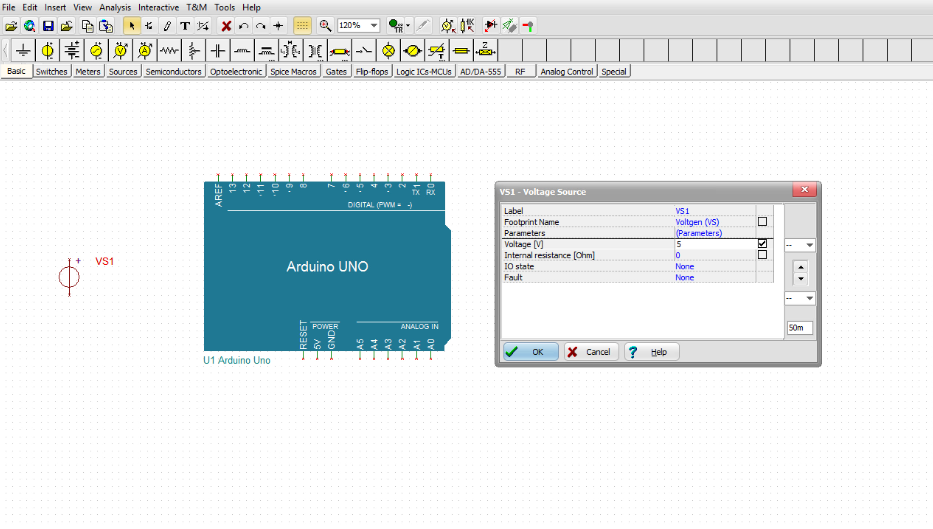 File Edit Insert View Analysis Interactive T&M Tools Help
120%
TR
Basic Switches Meters Sources Semiconductors Optoelectronic Spice Macros Gates Flip-flops Logic ICs-MCUs AD/DA-555 RF Analog Control Special
AREF 13 12 -11 -10 -9 8 7 -6 -5 4 -3 2 1 0
TX RX
DIGITAL (PWM = -)
VS1
+
Arduino UNO
RESET 5V GND A5 A4 A3 A2 A1 A0
POWER ANALOG IN
U1 Arduino Uno
VS1 - Voltage Source
Label VS1
Footprint Name Voltgen (VS)
Parameters (Parameters)
Voltage [V] 5
Internal resistance [Ohm] 0
IO state None
Fault None
--
--
50m
OK Cancel Help